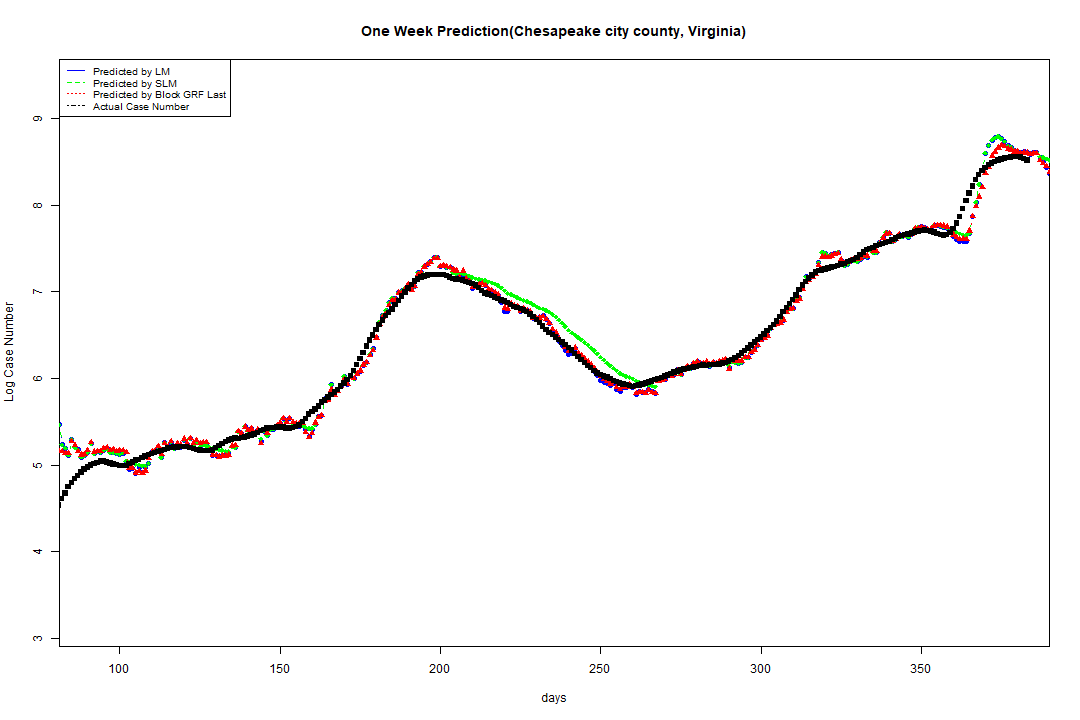 One Week Prediction(Chesapeake city county, Virginia)
Predicted by LM
Predicted by SLM
Predicted by Block GRF Last
Actual Case Number
Log Case Number
9
8
7
6
5
4
3
100 150 200 250 300 350
days